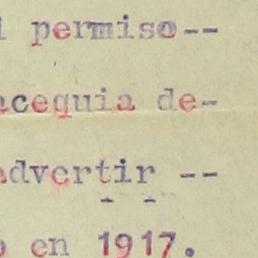 l permiso--
acequia de-
advertir --
o en 1917.